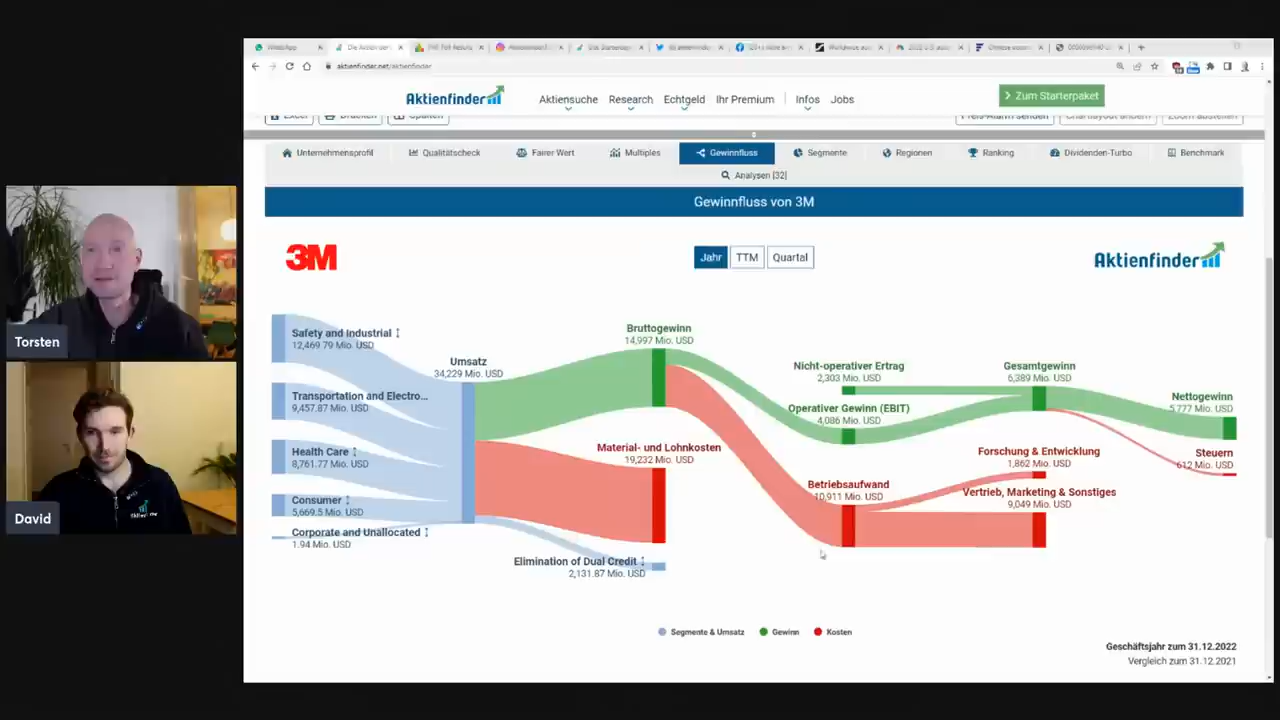 WhatsApp
aktienfinder.net/aktienfinder
Aktienfinder
Aktiensuche
Research
Echtgeld
Ihr Premium
Infos
Jobs
Zum Starterpaket
Unternehmensprofil
Qualitätscheck
Fairer Wert
Multiples
Gewinnfluss
Segmente
Regionen
Ranking
Dividenden-Turbo
Benchmark
Analysen [32]
Gewinnfluss von 3M
3M
Jahr
TTM
Quartal
Aktienfinder
Safety and Industrial
12,469.79 Mio. USD
Transportation and Electro...
9,457.87 Mio. USD
Health Care
8,761.77 Mio. USD
Consumer
5,669.5 Mio. USD
Corporate and Unallocated
1.94 Mio. USD
Umsatz
34,229 Mio. USD
Elimination of Dual Credit
2,131.87 Mio. USD
Bruttogewinn
14,997 Mio. USD
Material- und Lohnkosten
19,232 Mio. USD
Nicht-operativer Ertrag
2,303 Mio. USD
Operativer Gewinn (EBIT)
4,086 Mio. USD
Betriebsaufwand
10,911 Mio. USD
Gesamtgewinn
6,389 Mio. USD
Forschung & Entwicklung
1,862 Mio. USD
Vertrieb, Marketing & Sonstiges
9,049 Mio. USD
Nettogewinn
5,777 Mio. USD
Steuern
612 Mio. USD
Segmente & Umsatz
Gewinn
Kosten
Geschäftsjahr zum 31.12.2022
Vergleich zum 31.12.2021
Torsten
David